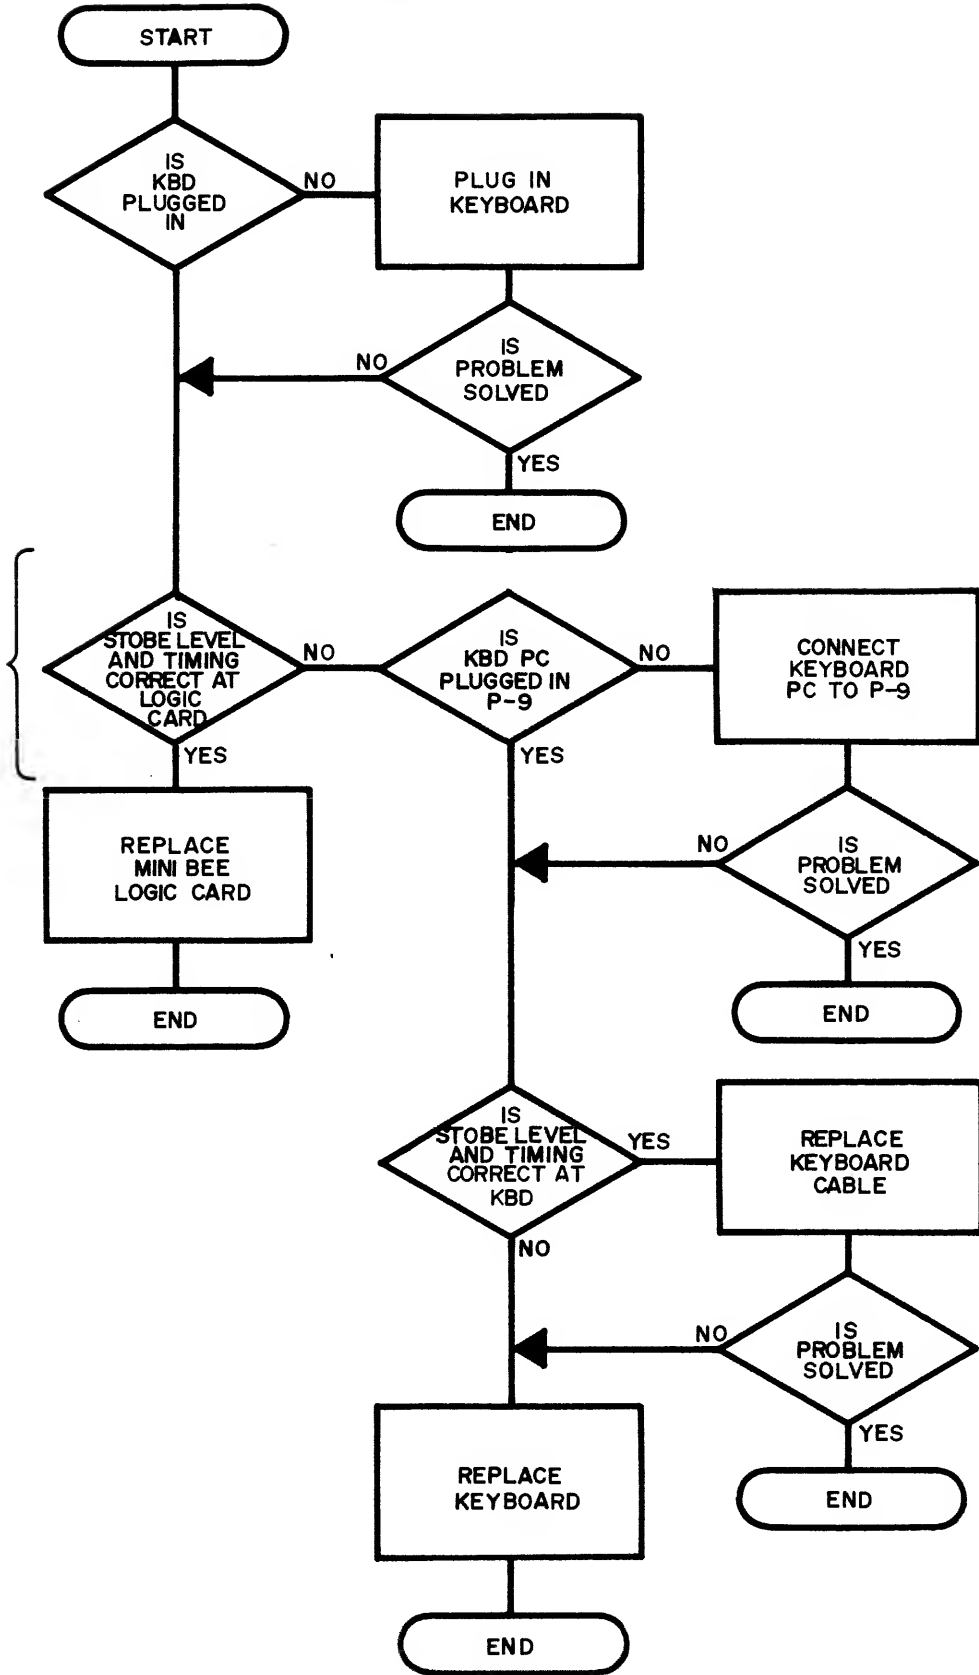 START
IS
KBD
PLUGGED
IN
NO
PLUG IN
KEYBOARD
IS
PROBLEM
SOLVED
NO
YES
END
IS
STOBE LEVEL
AND TIMING
CORRECT AT
LOGIC
CARD
NO
YES
IS
KBD PC
PLUGGED IN
P-9
NO
YES
CONNECT
KEYBOARD
PC TO P-9
REPLACE
MINI BEE
LOGIC CARD
END
IS
PROBLEM
SOLVED
NO
YES
END
IS
STOBE LEVEL
AND TIMING
CORRECT AT
KBD
YES
NO
REPLACE
KEYBOARD
CABLE
IS
PROBLEM
SOLVED
NO
YES
END
REPLACE
KEYBOARD
END